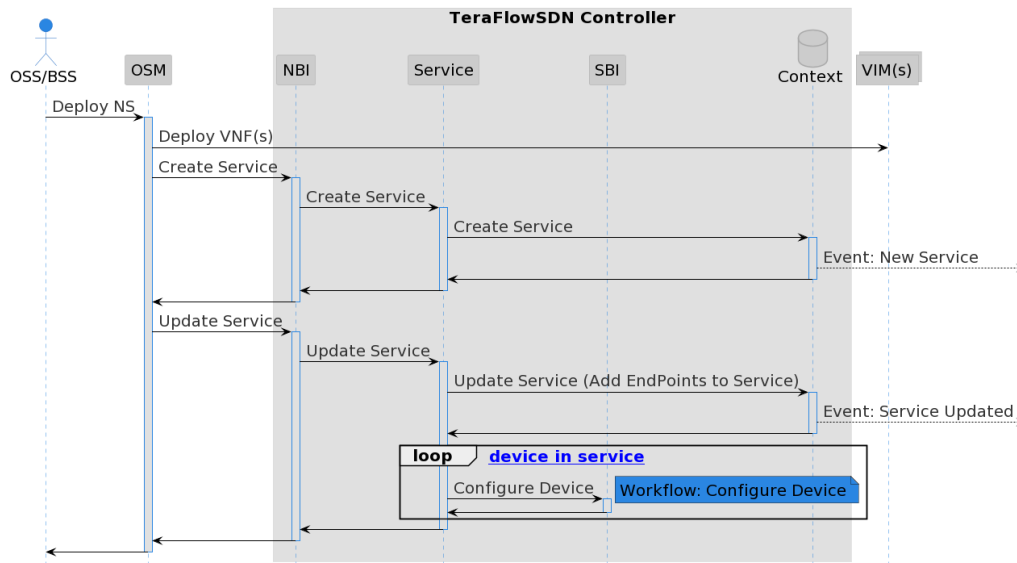 TeraFlowSDN Controller
OSS/BSS
OSM
NBI
Service
SBI
Context
VIM(s)
Deploy NS
Deploy VNF(s)
Create Service
Create Service
Create Service
Event: New Service
Update Service
Update Service
Update Service (Add EndPoints to Service)
Event: Service Updated
loop
device in service
Configure Device
Workflow: Configure Device